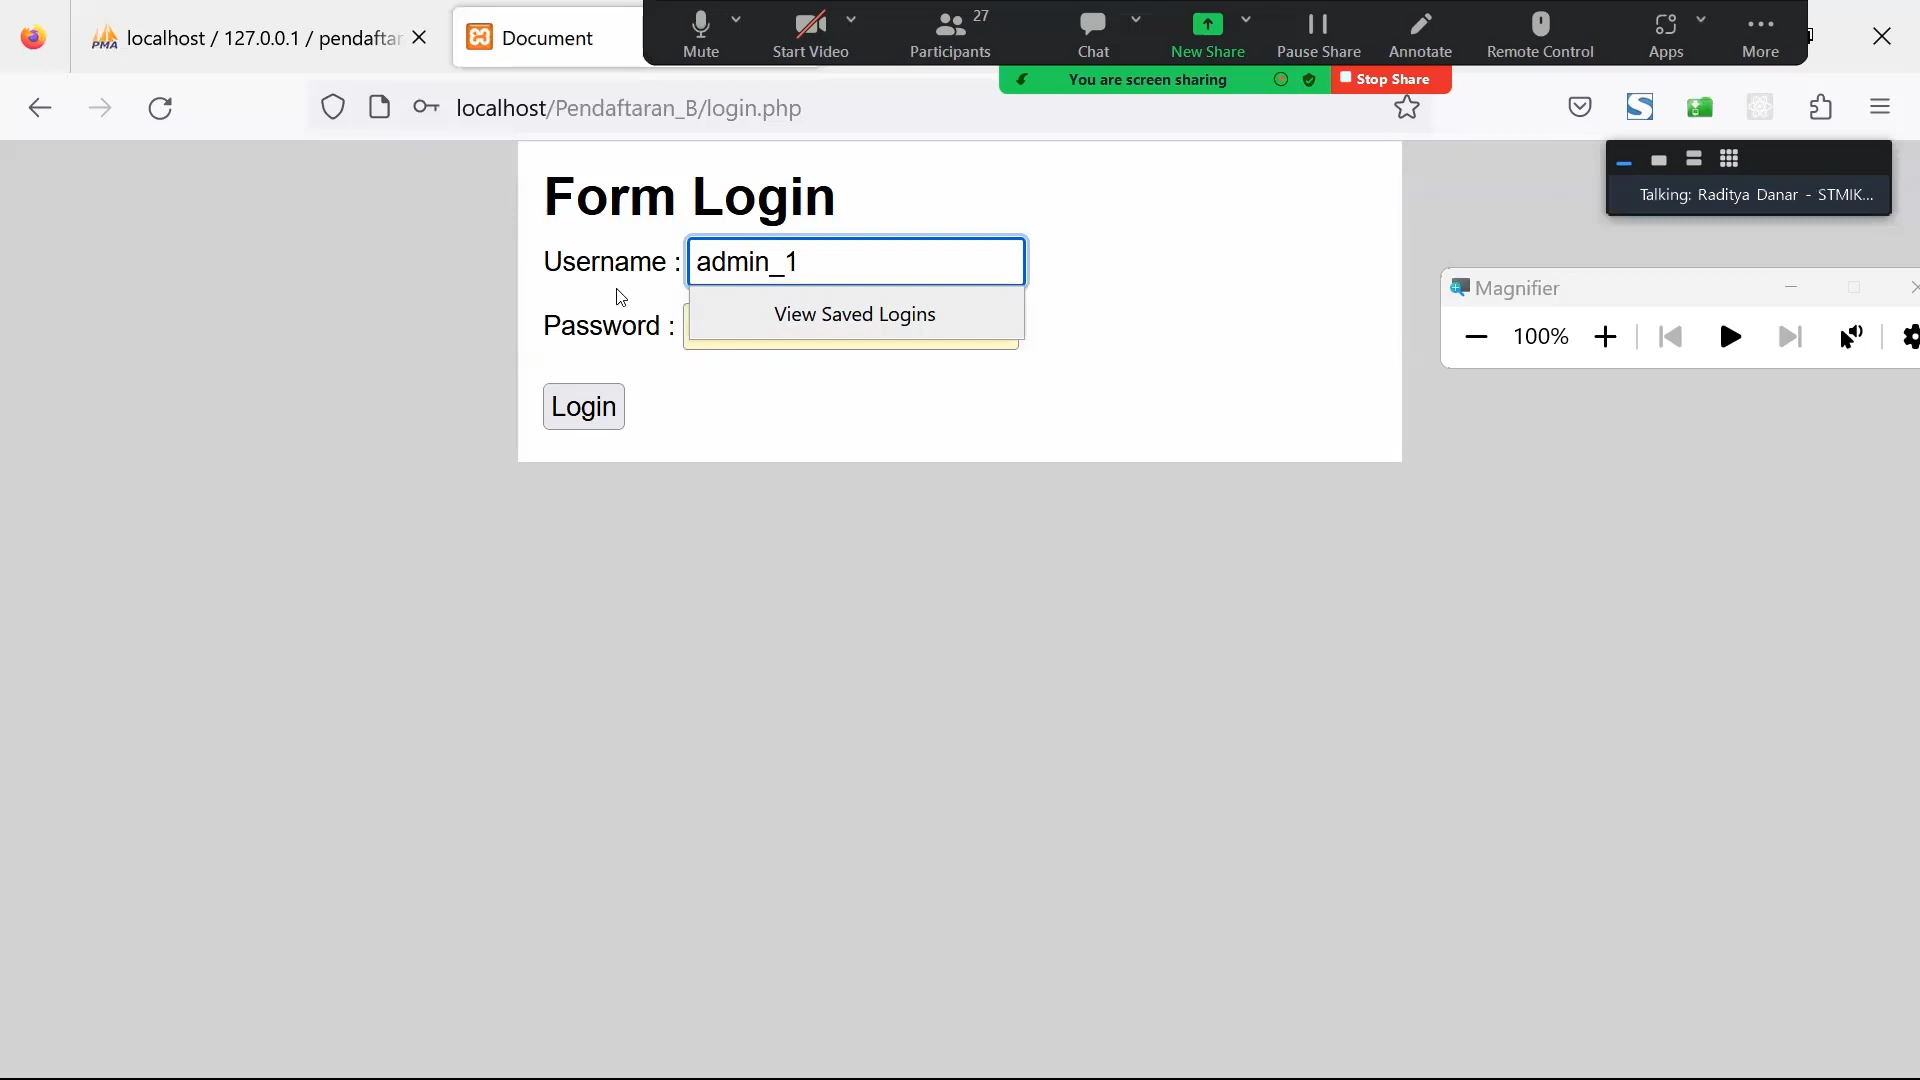 localhost / 127.0.0.1 / pendaftar
Document
Mute
Start Video
27
Participants
Chat
New Share
Pause Share
Annotate
Remote Control
Apps
More
You are screen sharing
Stop Share
localhost/Pendaftaran_B/login.php
Talking: Raditya Danar - STMIK...
Form Login
Username :
admin_1
View Saved Logins
Password :
Login
Magnifier
100%
PMA